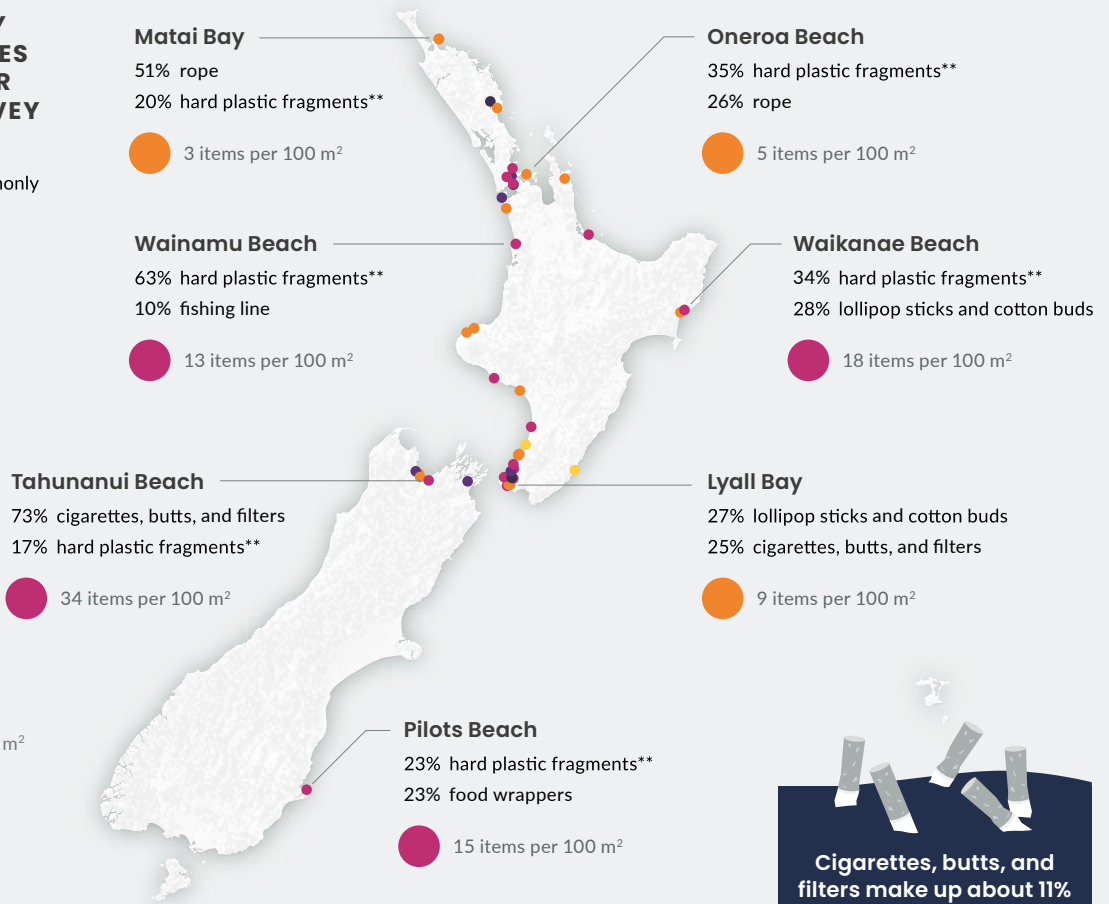 Y
ES
R
VEY
only
m²
Matai Bay
51% rope
20% hard plastic fragments**
3 items per 100 m²
Oneroa Beach
35% hard plastic fragments**
26% rope
5 items per 100 m²
Wainamu Beach
63% hard plastic fragments**
10% fishing line
13 items per 100 m²
Waikanae Beach
34% hard plastic fragments**
28% lollipop sticks and cotton buds
18 items per 100 m²
Tahunanui Beach
73% cigarettes, butts, and filters
17% hard plastic fragments**
34 items per 100 m²
Lyall Bay
27% lollipop sticks and cotton buds
25% cigarettes, butts, and filters
9 items per 100 m²
Pilots Beach
23% hard plastic fragments**
23% food wrappers
15 items per 100 m²
Cigarettes, butts, and
filters make up about 11%